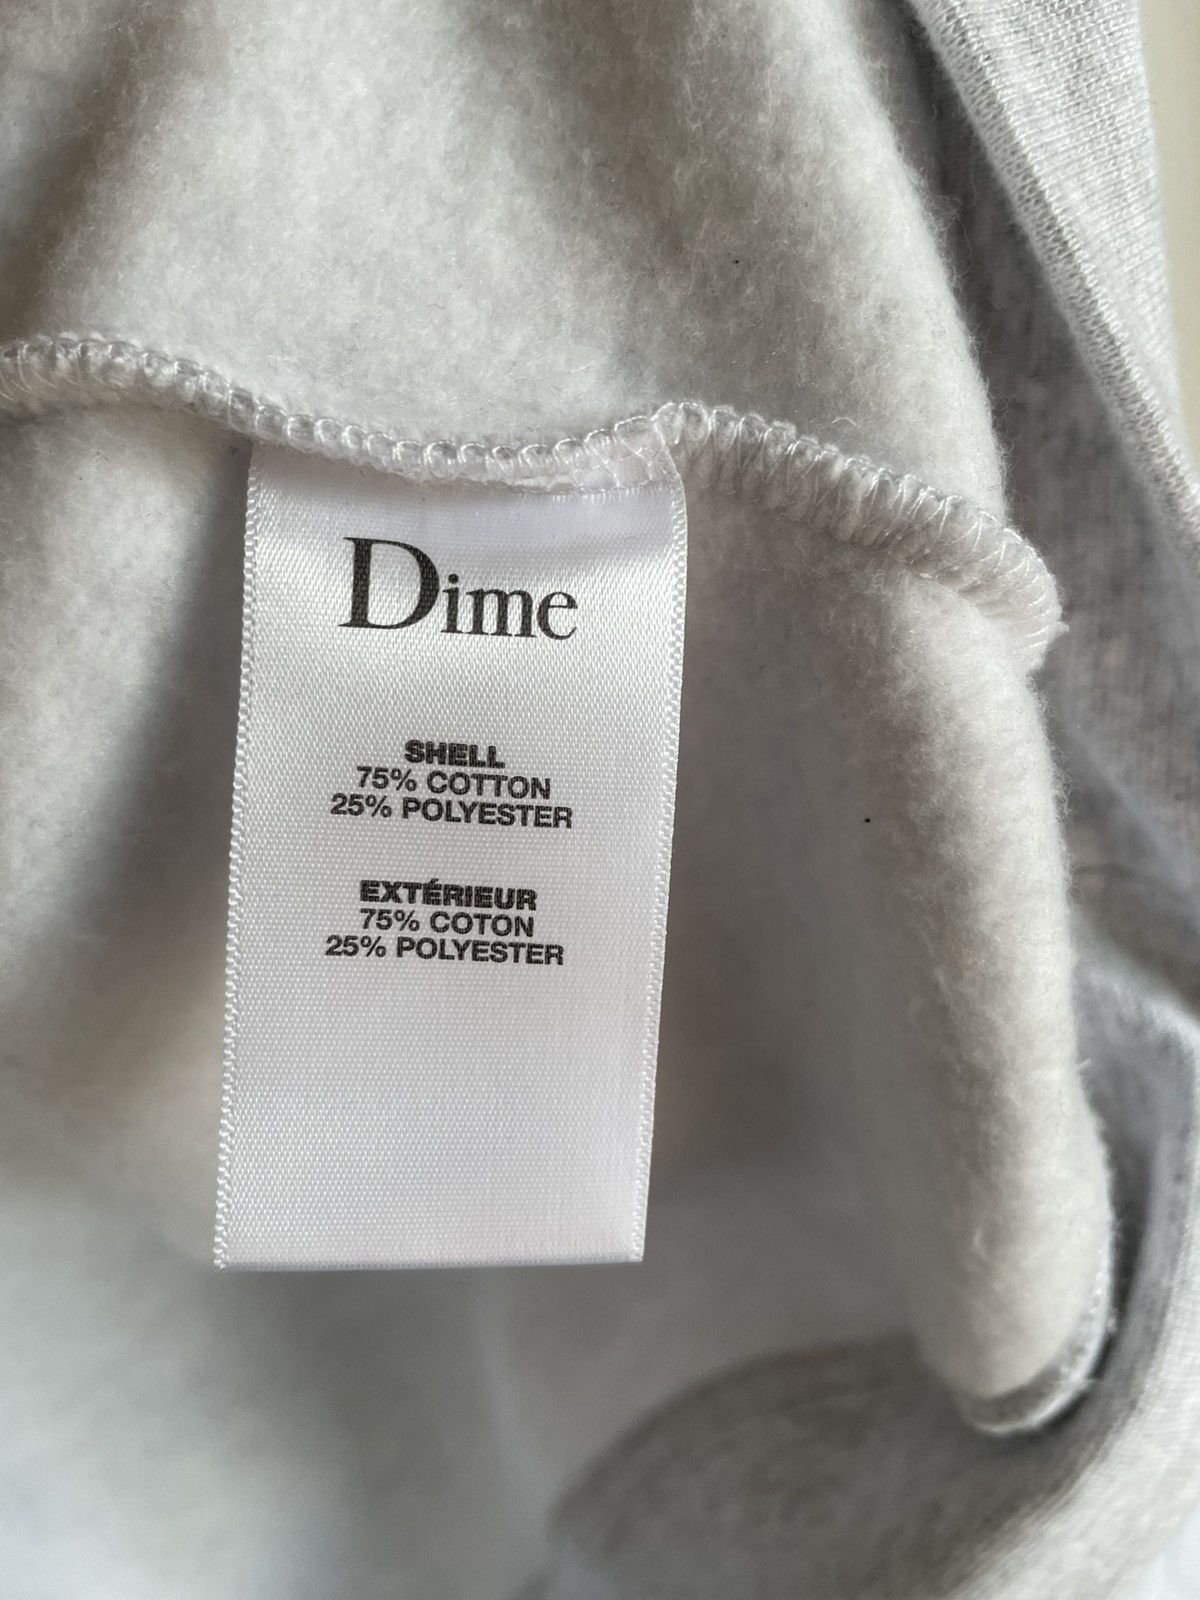 Dime
SHELL
75% COTTON
25% POLYESTER
EXTÉRIEUR
75% COTON
25% POLYESTER